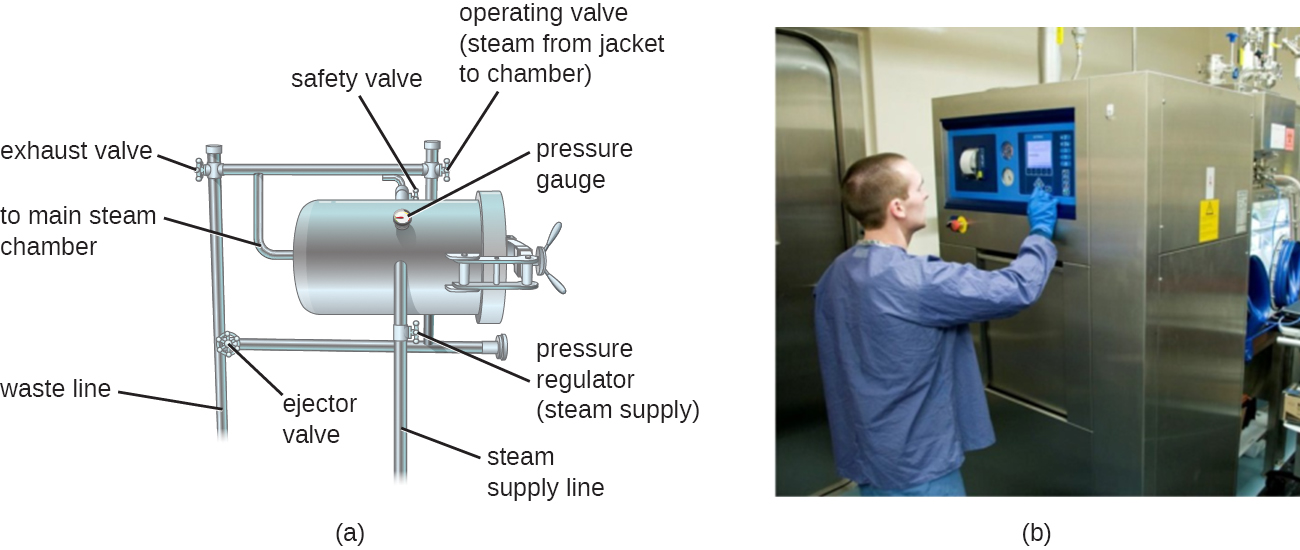 operating valve
(steam from jacket
to chamber)
safety valve
exhaust valve
pressure
gauge
to main steam
chamber
pressure
regulator
(steam supply)
waste line
ejector
valve
steam
supply line
(a)
(b)